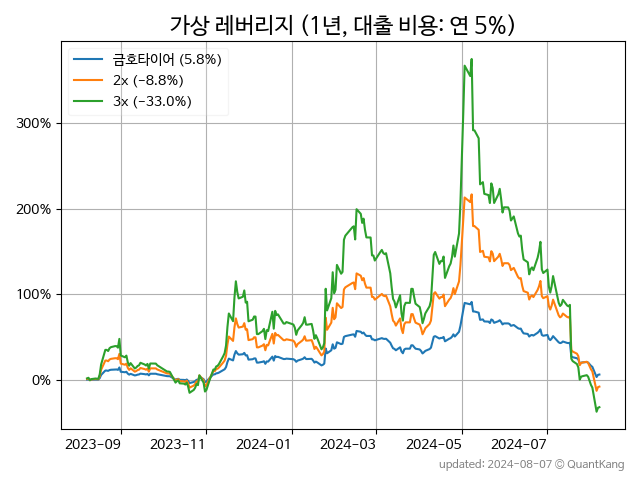 가상 레버리지 (1년, 대출 비용: 연 5%)
금호타이어 (5.8%)
2x (-8.8%)
3x (-33.0%)
300%
200%
100%
0%
2023-09 2023-11 2024-01 2024-03 2024-05 2024-07
updated: 2024-08-07 © QuantKang